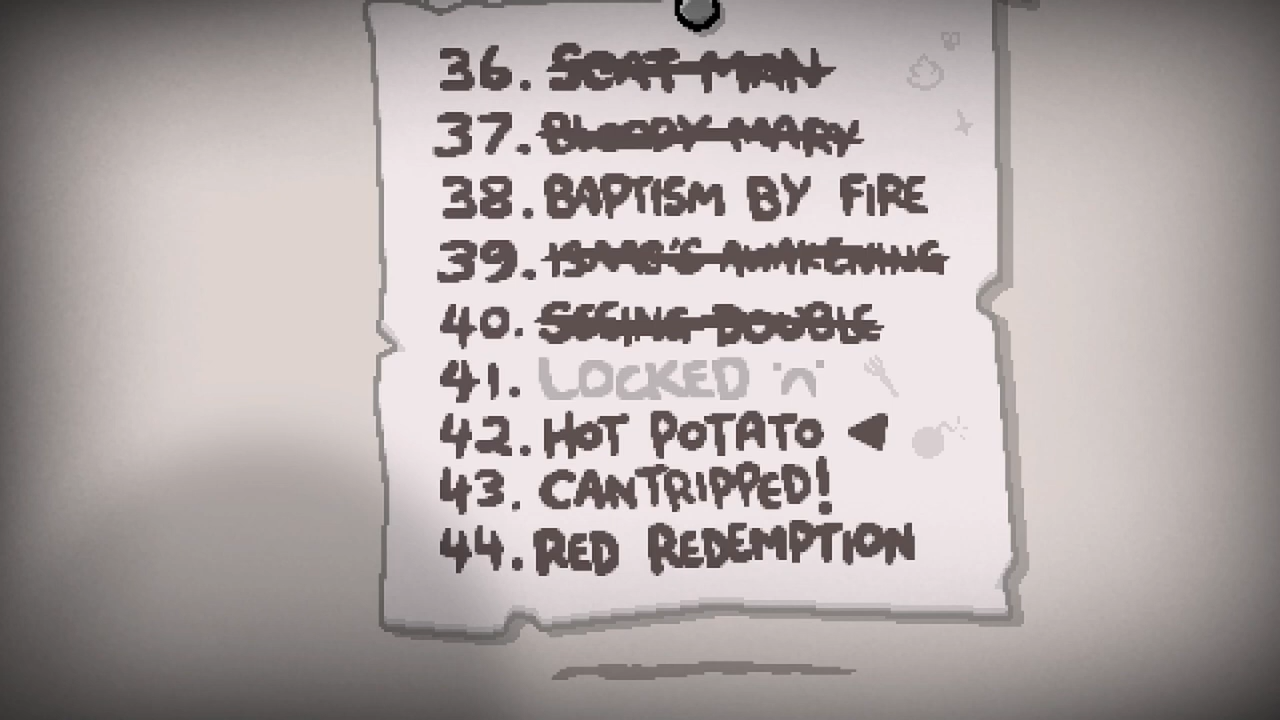 36. SCAT MAN
37. BLOODY MARY
38. BAPTISM BY FIRE
39. ISAAC'S AWAKENING
40. SEEING DOUBLE
41. LOCKED
42. HOT POTATO
43. CANTRIPPED!
44. RED REDEMPTION